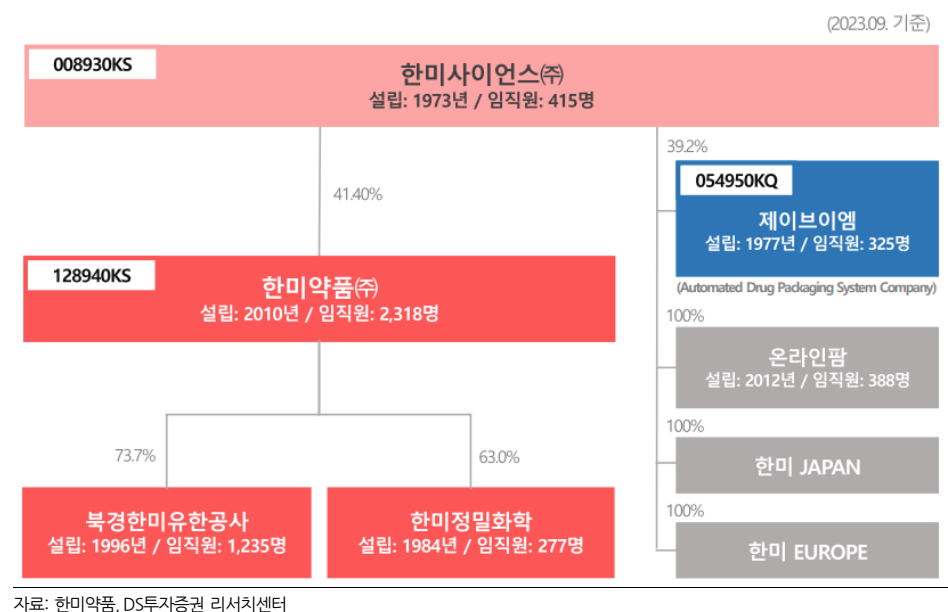 (2023.09. 기준)
008930KS
한미사이언스㈜
설립: 1973년 / 임직원: 415명
39.2%
41.40%
054950KQ
제이브이엠
설립: 1977년 / 임직원: 325명
(Automated Drug Packaging System Company)
128940KS
한미약품㈜
설립: 2010년 / 임직원: 2,318명
100%
온라인팜
설립: 2012년 / 임직원: 388명
100%
한미 JAPAN
73.7%
63.0%
북경한미유한공사
설립: 1996년 / 임직원: 1,235명
한미정밀화학
설립: 1984년 / 임직원: 277명
100%
한미 EUROPE
자료: 한미약품, DS투자증권 리서치센터